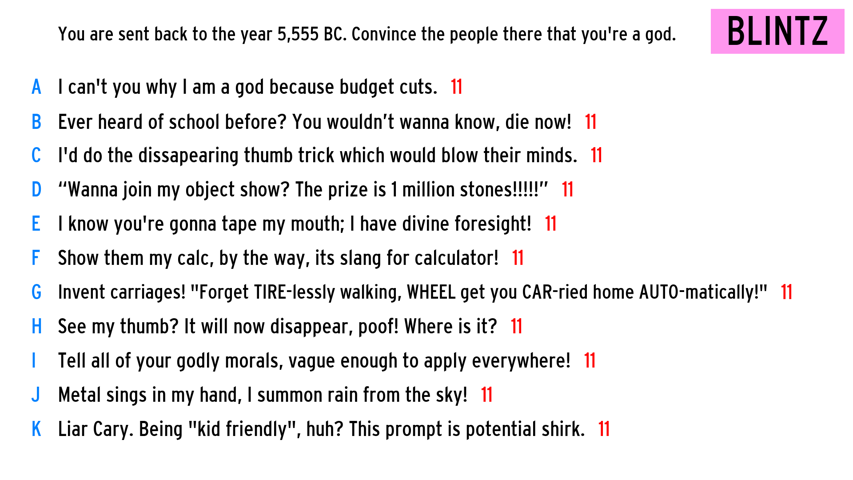 You are sent back to the year 5,555 BC. Convince the people there that you're a god.
BLINTZ
A I can't you why I am a god because budget cuts. 11
B Ever heard of school before? You wouldn’t wanna know, die now! 11
C I'd do the dissapearing thumb trick which would blow their minds. 11
D “Wanna join my object show? The prize is 1 million stones!!!!!” 11
E I know you're gonna tape my mouth; I have divine foresight! 11
F Show them my calc, by the way, its slang for calculator! 11
G Invent carriages! "Forget TIRE-lessly walking, WHEEL get you CAR-ried home AUTO-matically!" 11
H See my thumb? It will now disappear, poof! Where is it? 11
I Tell all of your godly morals, vague enough to apply everywhere! 11
J Metal sings in my hand, I summon rain from the sky! 11
K Liar Cary. Being "kid friendly", huh? This prompt is potential shirk. 11